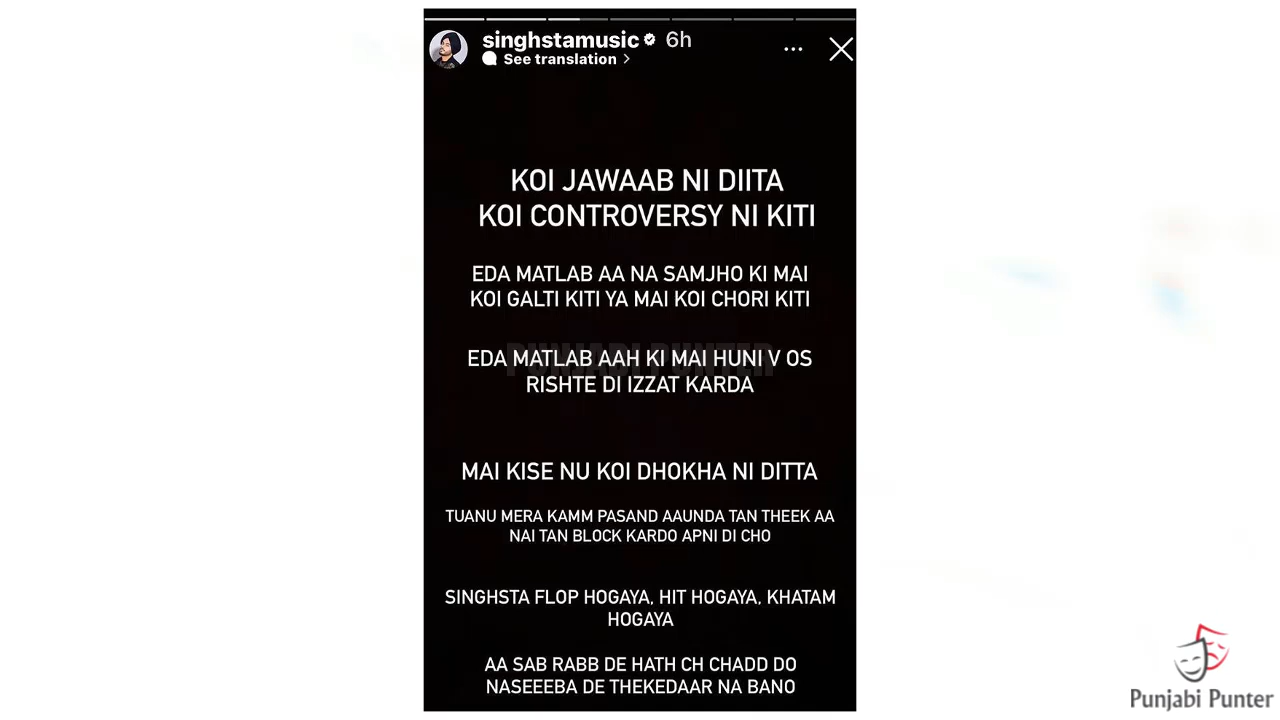 singhstamusic 6h
See translation >
KOI JAWAAB NI DIITA
KOI CONTROVERSY NI KITI
EDA MATLAB AA NA SAMJHO KI MAI
KOI GALTI KITI YA MAI KOI CHORI KITI
EDA MATLAB AAH KI MAI HUNI V OS
RISHTE DI IZZAT KARDA
PUNJABI PUNTER
MAI KISE NU KOI DHOKHA NI DITTA
TUANU MERA KAMM PASAND AAUNDA TAN THEEK AA
NAI TAN BLOCK KARDO APNI DI CHO
SINGHSTA FLOP HOGAYA, HIT HOGAYA, KHATAM
HOGAYA
AA SAB RABB DE HATH CH CHADD DO
NASEEEBA DE THEKEDAAR NA BANO
Punjabi Punter